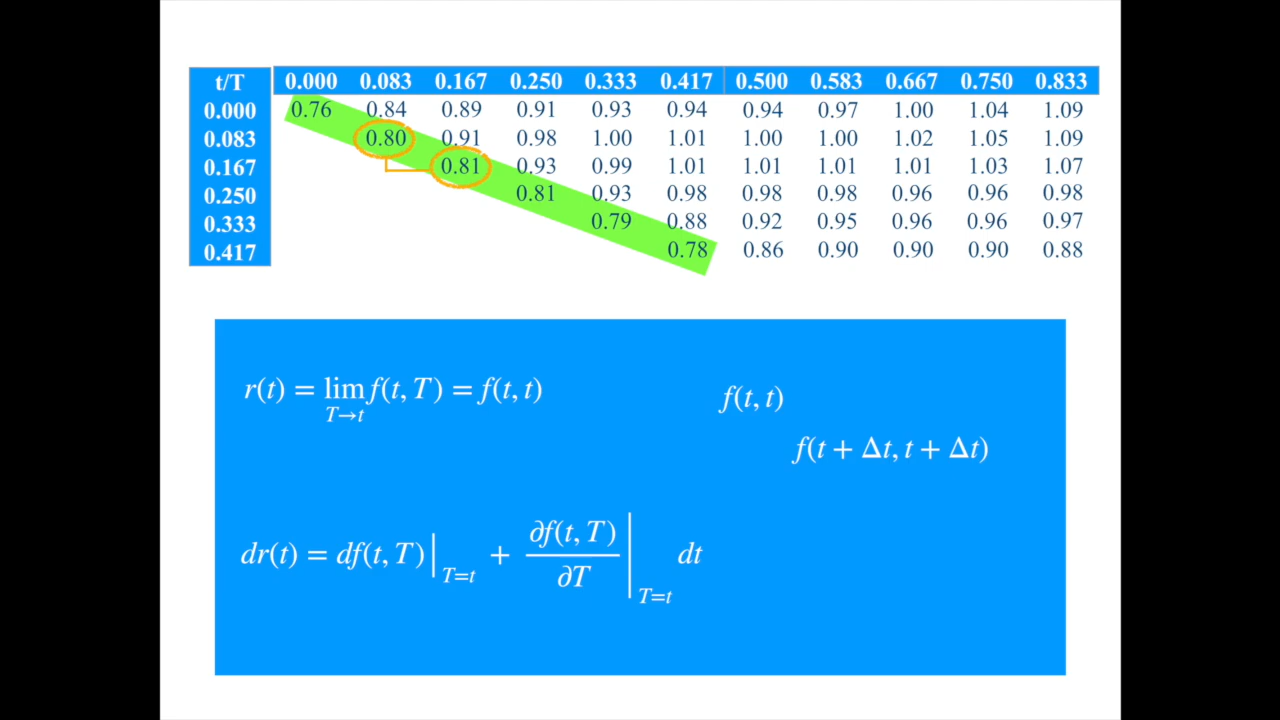 t/T 0.000 0.083 0.167 0.250 0.333 0.417 0.500 0.583 0.667 0.750 0.833
0.000 0.76 0.84 0.89 0.91 0.93 0.94 0.94 0.97 1.00 1.04 1.09
0.083 0.80 0.91 0.98 1.00 1.01 1.00 1.00 1.02 1.05 1.09
0.167 0.81 0.93 0.99 1.01 1.01 1.01 1.01 1.03 1.07
0.250 0.81 0.93 0.98 0.98 0.98 0.96 0.96 0.98
0.333 0.79 0.88 0.92 0.95 0.96 0.96 0.97
0.417 0.78 0.86 0.90 0.90 0.90 0.88
r(t) = lim_{T→t} f(t, T) = f(t, t)
f(t, t)
f(t + Δt, t + Δt)
dr(t) = df(t, T)|_{T=t} + ∂f(t, T)/∂T|_{T=t} dt